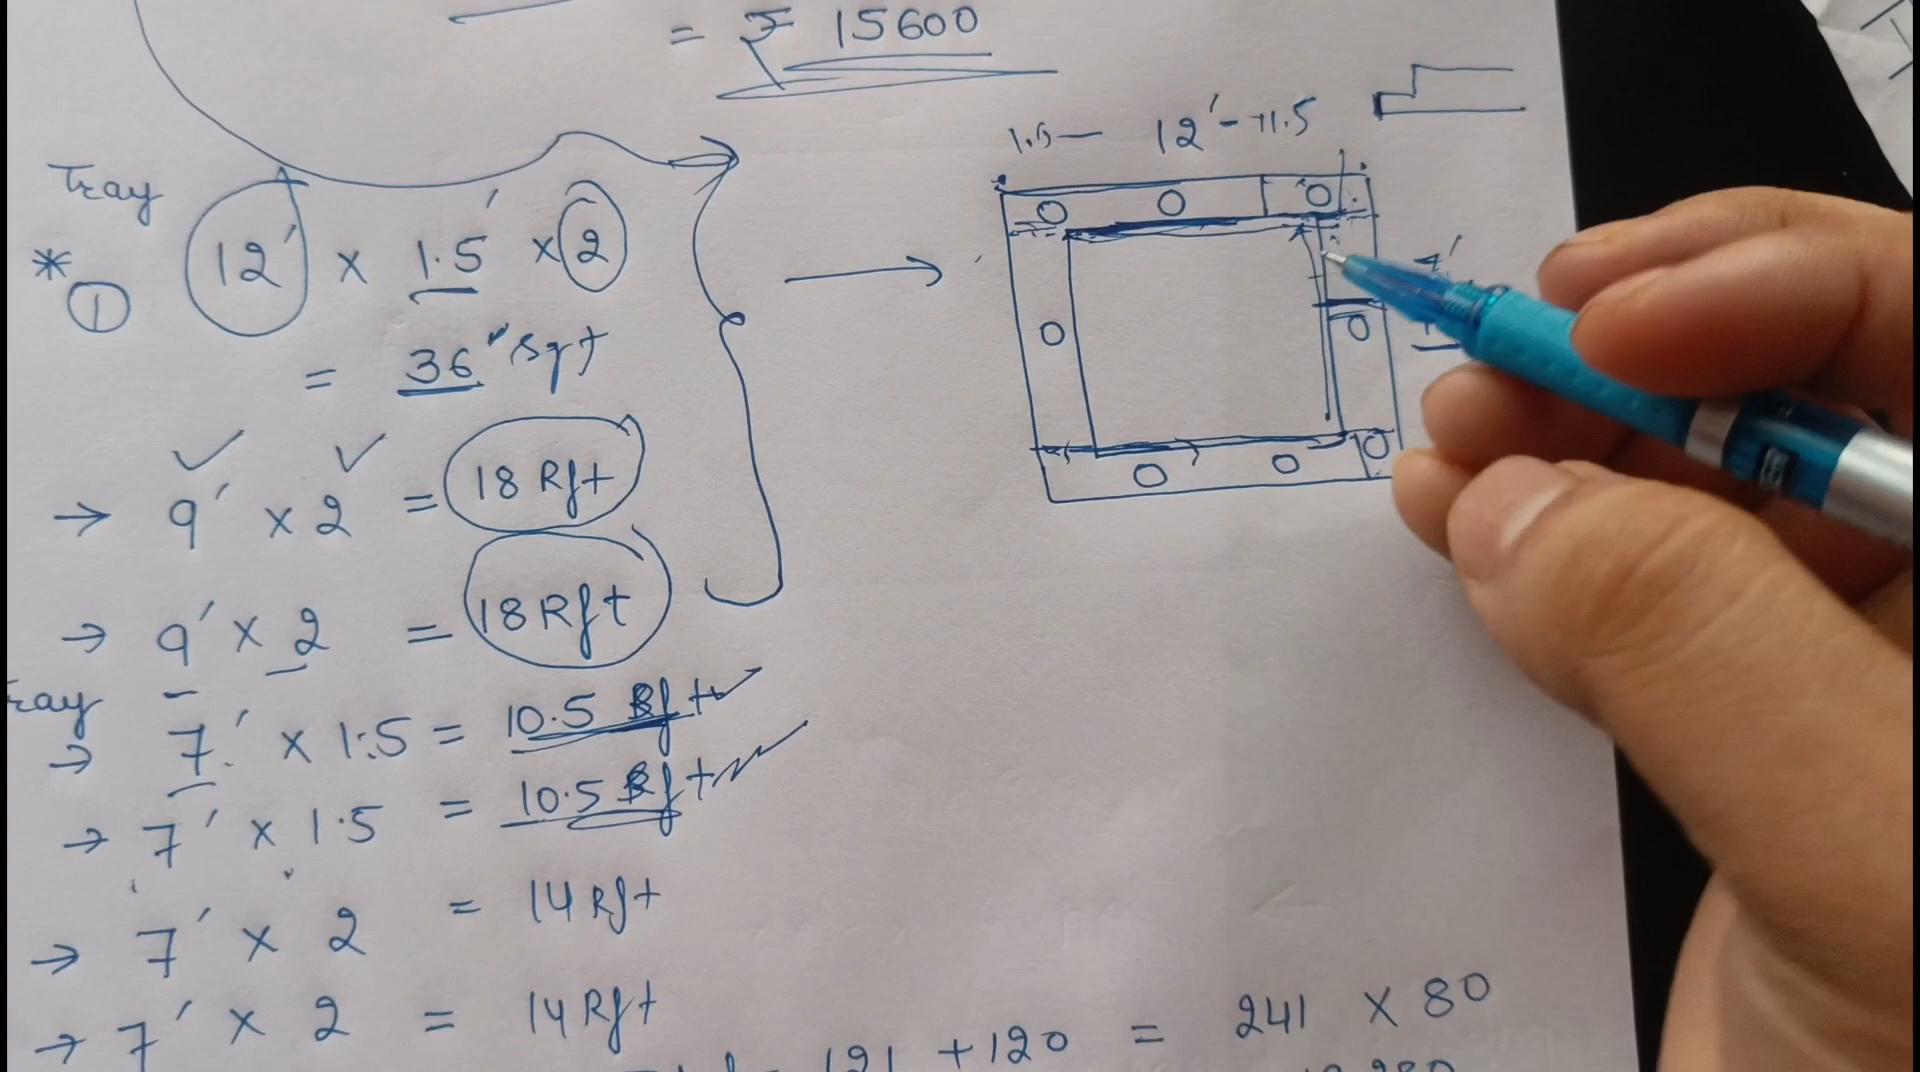 = ₹ 15600
1.5 — 12' - 11.5
Tray
* ① 12' x 1.5' x 2
= 36 sqft
→ 9' x 2 = 18 Rft
→ 9' x 2 = 18 Rft
→ 7' x 1.5 = 10.5 Rft
→ 7' x 1.5 = 10.5 Rft
→ 7' x 2 = 14 Rft
→ 7' x 2 = 14 Rft
121 + 120 = 241 x 80